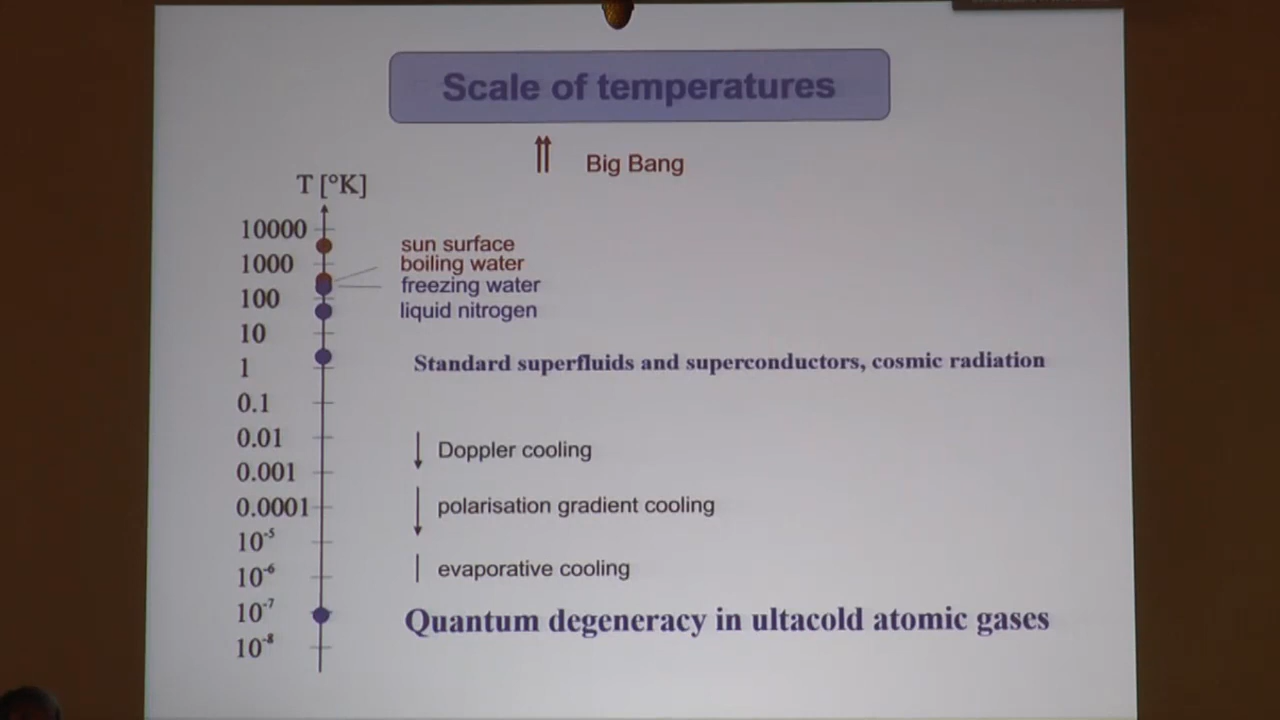 Scale of temperatures
Big Bang
T [°K]
10000
sun surface
1000
boiling water
freezing water
100
liquid nitrogen
10
Standard superfluids and superconductors, cosmic radiation
1
0.1
0.01
Doppler cooling
0.001
0.0001
polarisation gradient cooling
10⁻⁵
10⁻⁶
evaporative cooling
10⁻⁷
Quantum degeneracy in ultacold atomic gases
10⁻⁸